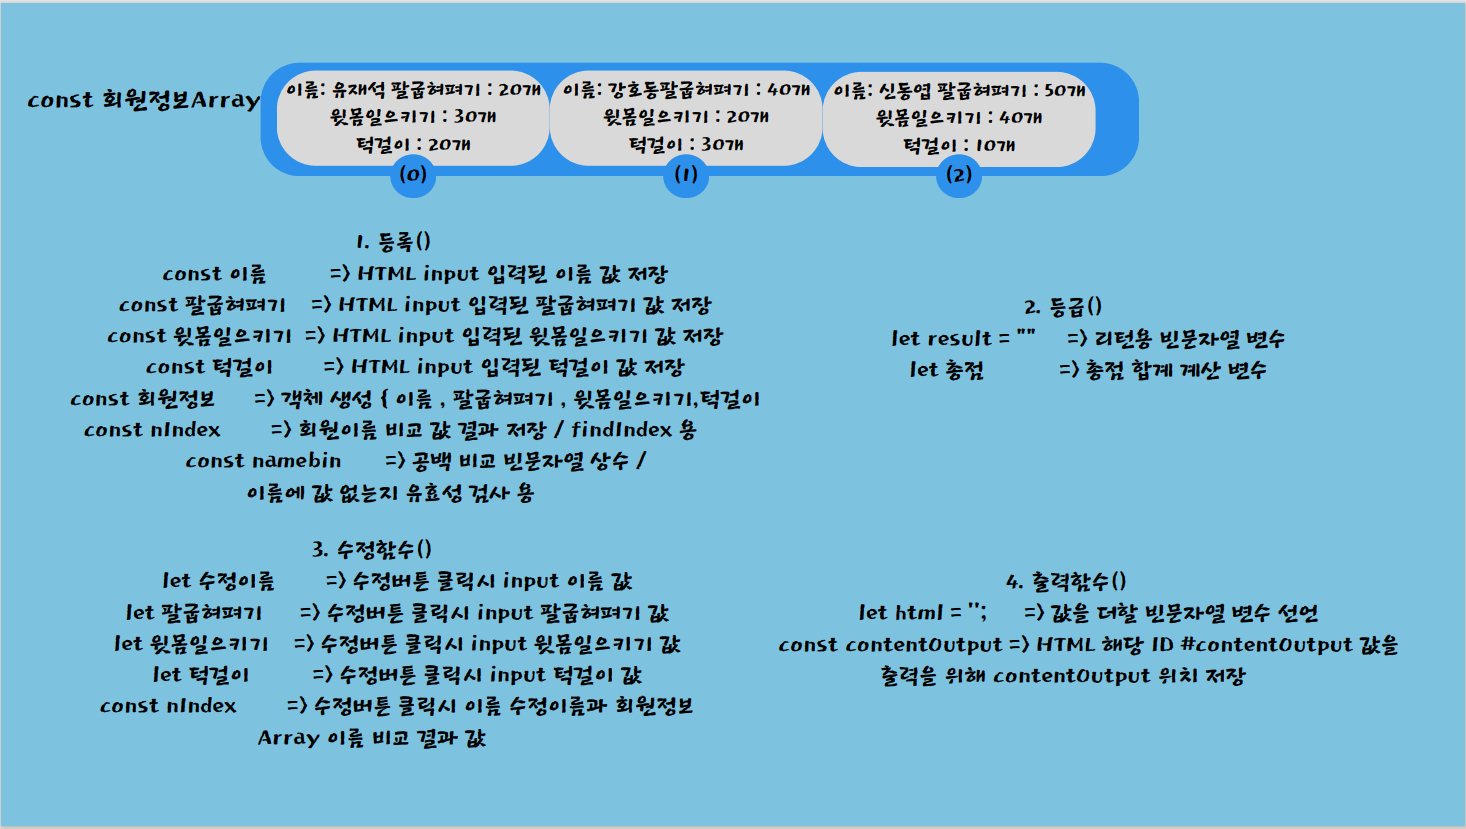 const 회원정보Array
이름: 유재석 팔굽혀펴기 : 20개
윗몸일으키기 : 30개
턱걸이 : 20개
(0)
이름: 강호동팔굽혀펴기 : 40개
윗몸일으키기 : 20개
턱걸이 : 30개
(1)
이름: 신동엽 팔굽혀펴기 : 50개
윗몸일으키기 : 40개
턱걸이 : 10개
(2)
1. 등록()
const 이름 => HTML input 입력된 이름 값 저장
const 팔굽혀펴기 => HTML input 입력된 팔굽혀펴기 값 저장
const 윗몸일으키기 => HTML input 입력된 윗몸일으키기 값 저장
const 턱걸이 => HTML input 입력된 턱걸이 값 저장
const 회원정보 => 객체 생성 { 이름 , 팔굽혀펴기 , 윗몸일으키기,턱걸이
const nIndex => 회원이름 비교 값 결과 저장 / findIndex 용
const namebin => 공백 비교 빈문자열 상수 /
이름에 값 없는지 유효성 검사 용
2. 등급()
let result = "" => 리턴용 빈문자열 변수
let 총점 => 총점 합계 계산 변수
3. 수정함수()
let 수정이름 => 수정버튼 클릭시 input 이름 값
let 팔굽혀펴기 => 수정버튼 클릭시 input 팔굽혀펴기 값
let 윗몸일으키기 => 수정버튼 클릭시 input 윗몸일으키기 값
let 턱걸이 => 수정버튼 클릭시 input 턱걸이 값
const nIndex => 수정버튼 클릭시 이름 수정이름과 회원정보
Array 이름 비교 결과 값
4. 출력함수()
let html = ''; => 값을 더할 빈문자열 변수 선언
const contentOutput => HTML 해당 ID #contentOutput 값을
출력을 위해 contentOutput 위치 저장